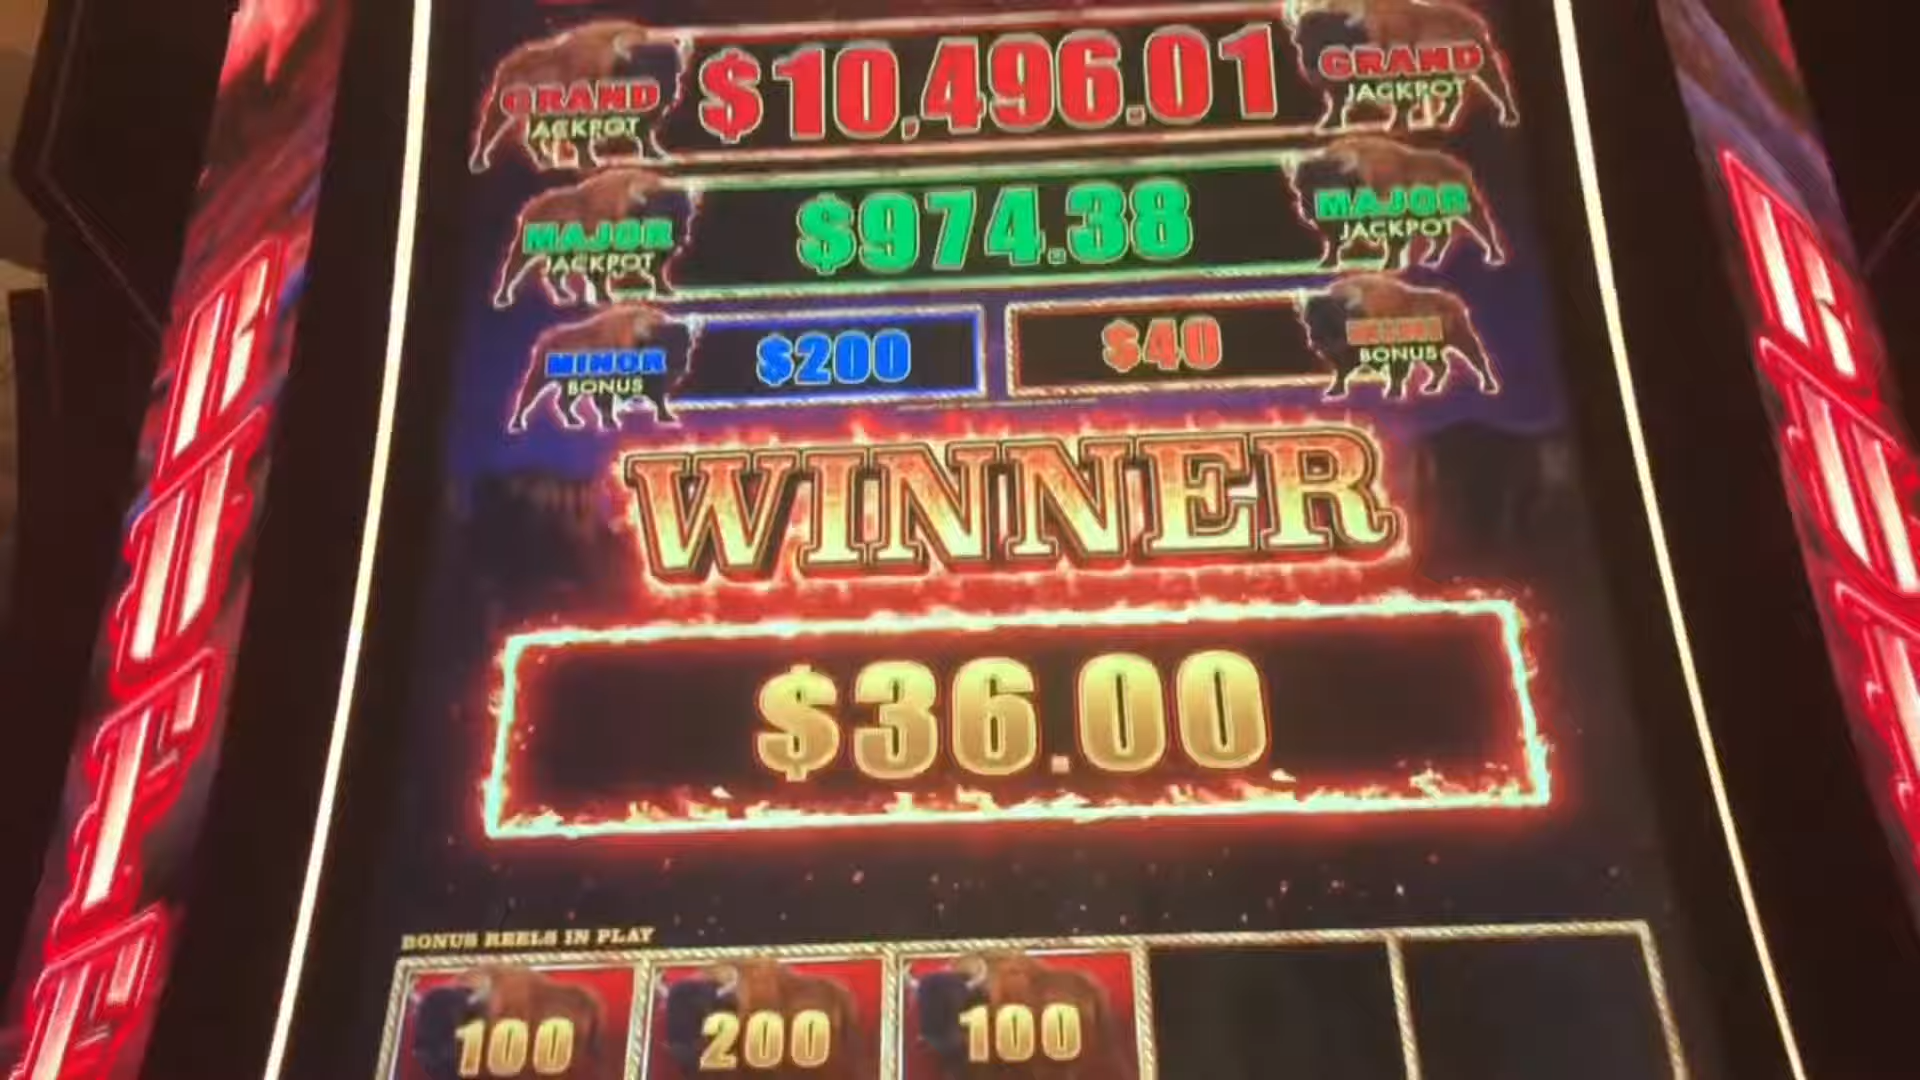 GRAND JACKPOT $10,496.01 GRAND JACKPOT
MAJOR JACKPOT $974.38 MAJOR JACKPOT
MINOR BONUS $200 $40 MINI BONUS
WINNER
$36.00
BONUS REELS IN PLAY
100 200 100